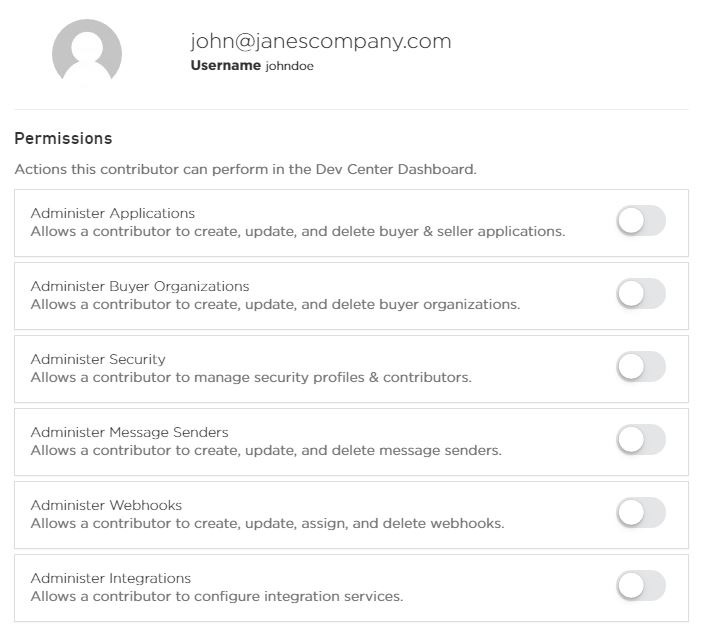 john@janescompany.com
Username johndoe
Permissions
Actions this contributor can perform in the Dev Center Dashboard.
Administer Applications
Allows a contributor to create, update, and delete buyer & seller applications.
Administer Buyer Organizations
Allows a contributor to create, update, and delete buyer organizations.
Administer Security
Allows a contributor to manage security profiles & contributors.
Administer Message Senders
Allows a contributor to create, update, and delete message senders.
Administer Webhooks
Allows a contributor to create, update, assign, and delete webhooks.
Administer Integrations
Allows a contributor to configure integration services.